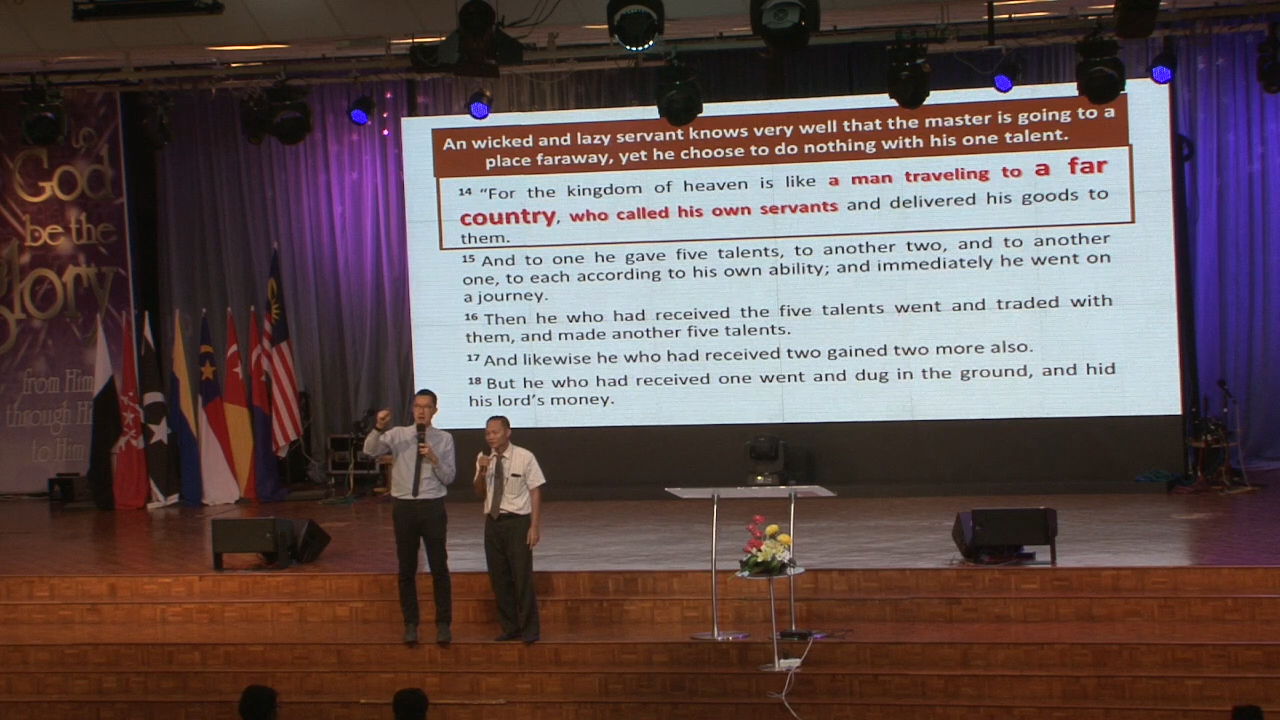 to
God
be the
glory
from Him
through Hi
to Him
An wicked and lazy servant knows very well that the master is going to a
place faraway, yet he choose to do nothing with his one talent.
14 “For the kingdom of heaven is like a man traveling to a far
country, who called his own servants and delivered his goods to
them.
15 And to one he gave five talents, to another two, and to another
one, to each according to his own ability; and immediately he went on
a journey.
16 Then he who had received the five talents went and traded with
them, and made another five talents.
17 And likewise he who had received two gained two more also.
18 But he who had received one went and dug in the ground, and hid
his lord’s money.